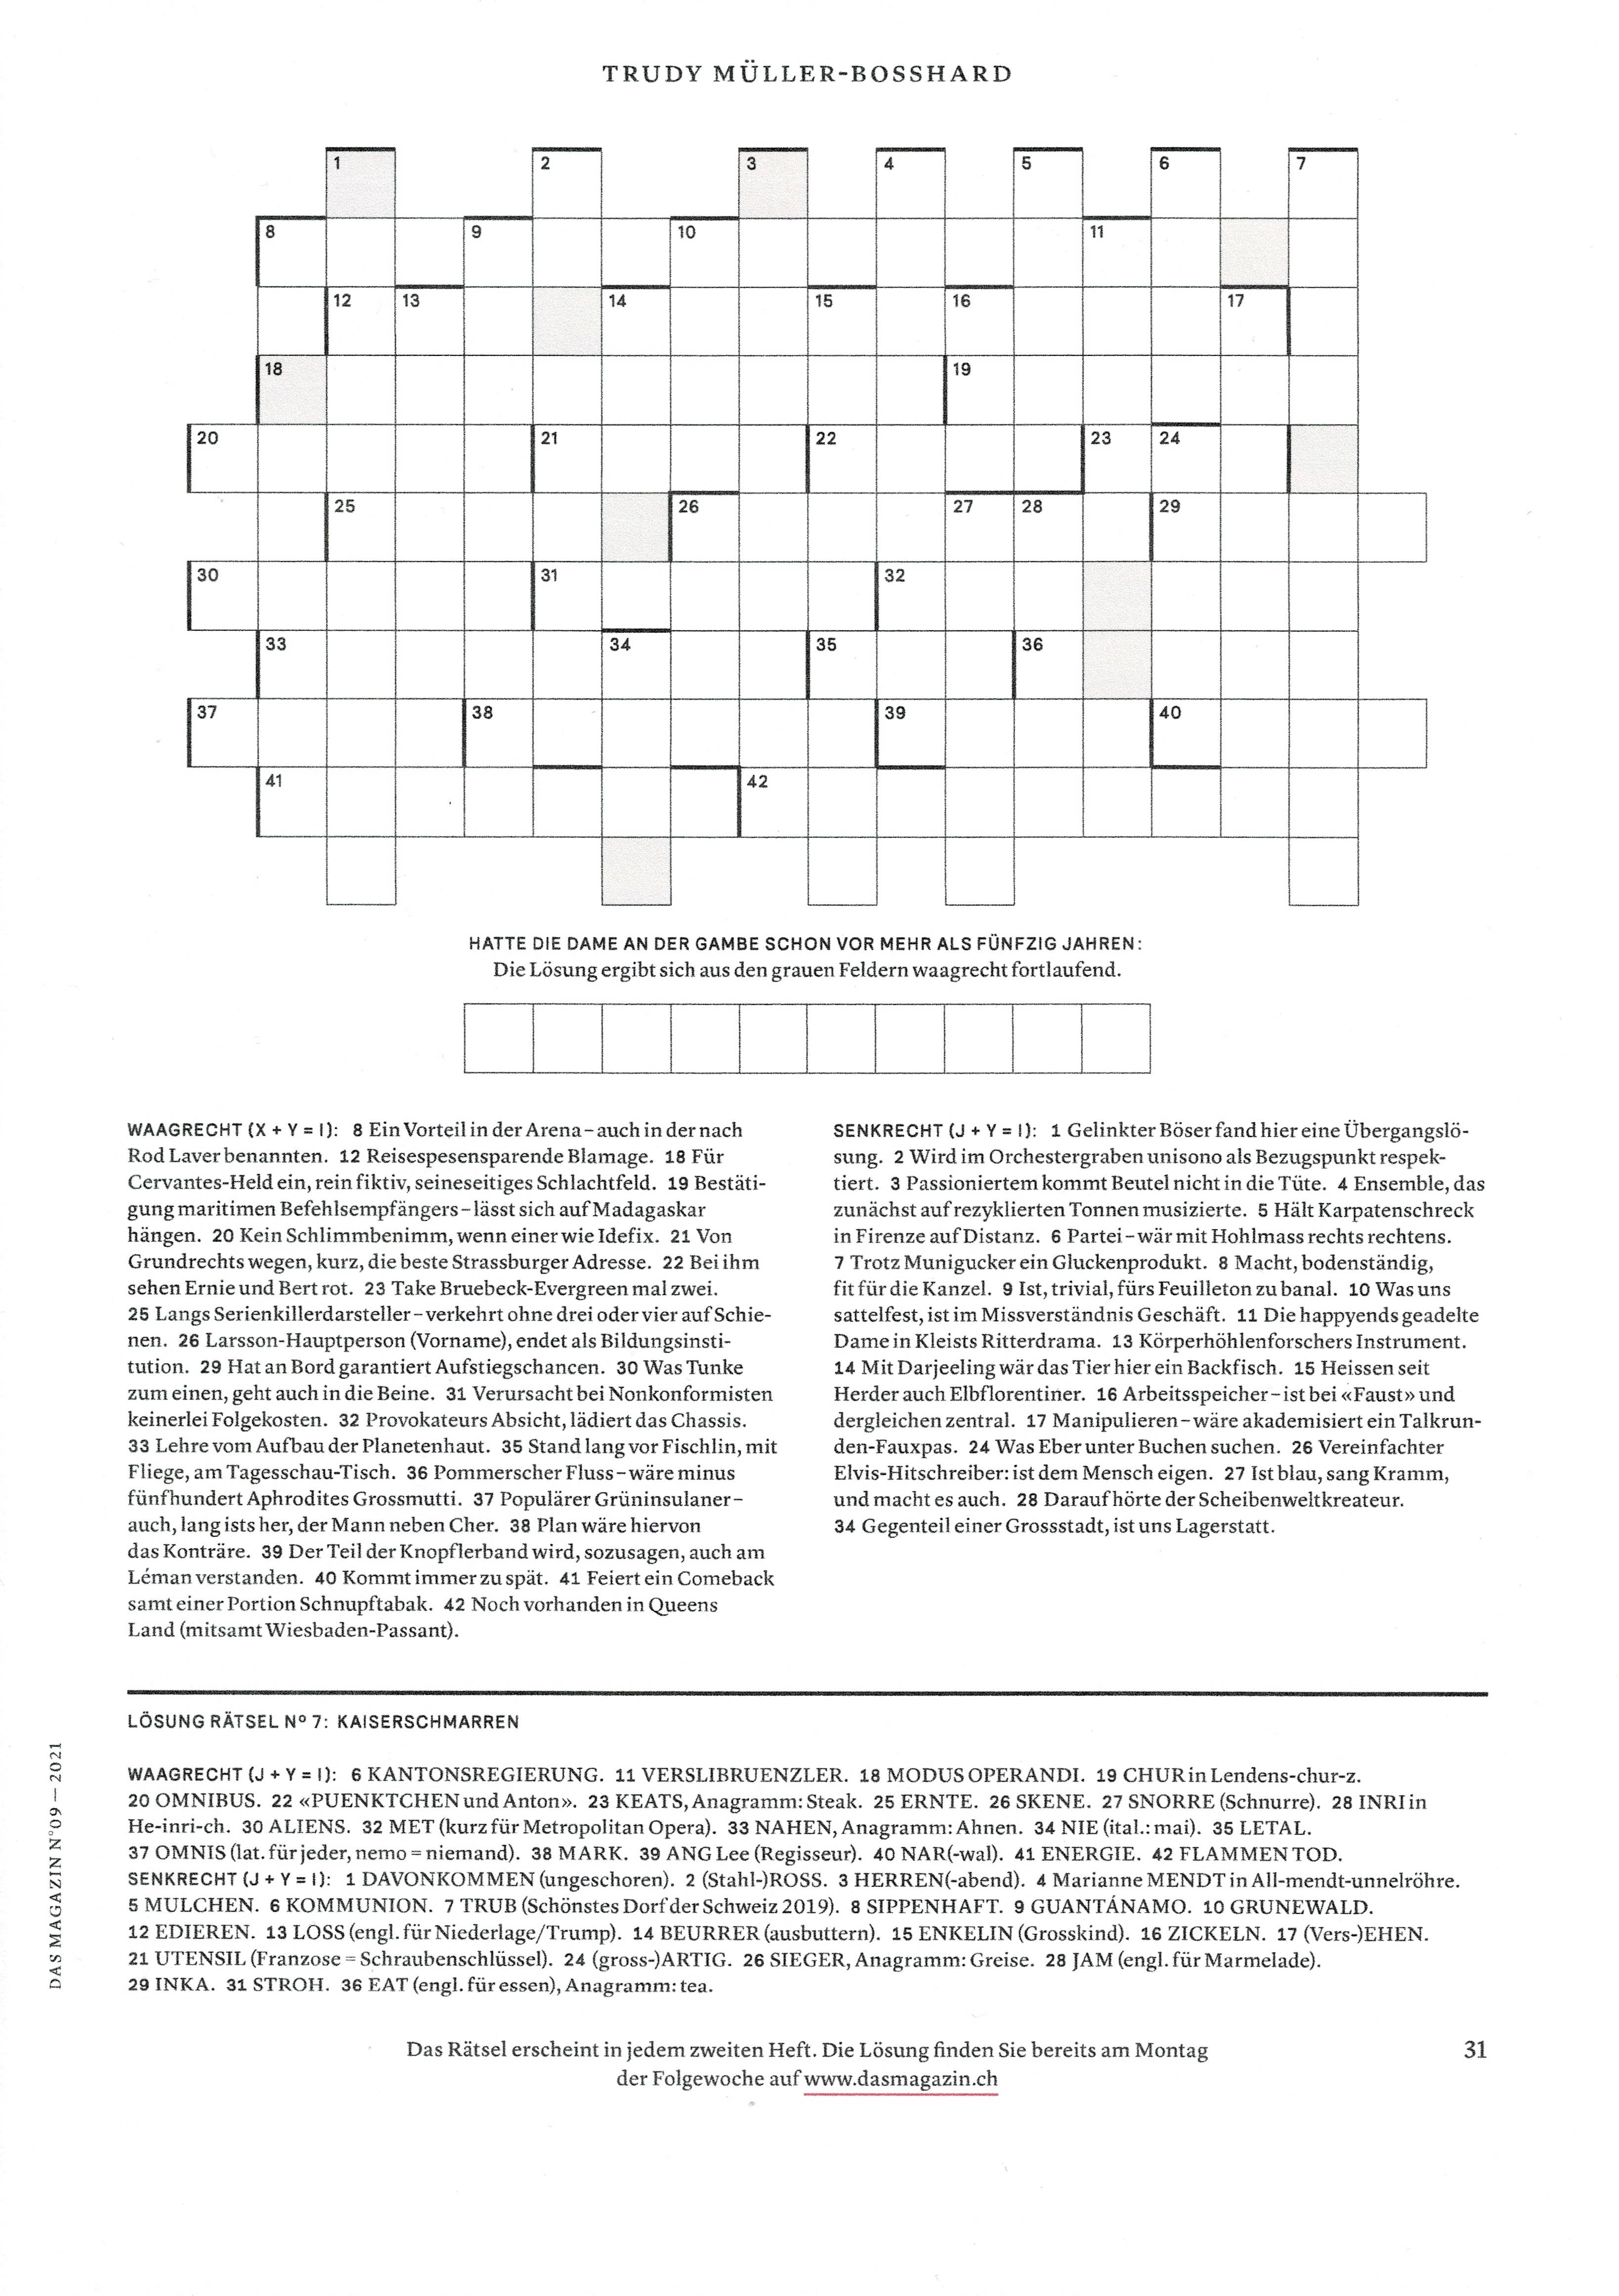 TRUDY MÜLLER-BOSSHARD
1 2 3 4 5 6 7
8 9 10 11
12 13 14 15 16 17
18 19
20 21 22 23 24
25 26 27 28 29
30 31 32
33 34 35 36
37 38 39 40
41 42
HATTE DIE DAME AN DER GAMBE SCHON VOR MEHR ALS FÜNFZIG JAHREN:
Die Lösung ergibt sich aus den grauen Feldern waagrecht fortlaufend.
WAAGRECHT (X + Y = I): 8 Ein Vorteil in der Arena – auch in der nach
Rod Laver benannten. 12 Reisespesensparende Blamage. 18 Für
Cervantes-Held ein, rein fiktiv, seineseitiges Schlachtfeld. 19 Bestäti-
gung maritimen Befehlsempfängers – lässt sich auf Madagaskar
hängen. 20 Kein Schlimmbenimm, wenn einer wie Idefix. 21 Von
Grundrechts wegen, kurz, die beste Strassburger Adresse. 22 Bei ihm
sehen Ernie und Bert rot. 23 Take Bruebeck-Evergreen mal zwei.
25 Langs Serienkillerdarsteller – verkehrt ohne drei oder vier auf Schie-
nen. 26 Larsson-Hauptperson (Vorname), endet als Bildungsinsti-
tution. 29 Hat an Bord garantiert Aufstiegschancen. 30 Was Tunke
zum einen, geht auch in die Beine. 31 Verursacht bei Nonkonformisten
keinerlei Folgekosten. 32 Provokateurs Absicht, lädiert das Chassis.
33 Lehre vom Aufbau der Planetenhaut. 35 Stand lang vor Fischlin, mit
Fliege, am Tagesschau-Tisch. 36 Pommerscher Fluss – wäre minus
fünfhundert Aphrodites Grossmutti. 37 Populärer Grüninsulaner –
auch, lang ists her, der Mann neben Cher. 38 Plan wäre hiervon
das Konträre. 39 Der Teil der Knopflerband wird, sozusagen, auch am
Léman verstanden. 40 Kommt immer zu spät. 41 Feiert ein Comeback
samt einer Portion Schnupftabak. 42 Noch vorhanden in Queens
Land (mitsamt Wiesbaden-Passant).
SENKRECHT (J + Y = I): 1 Gelinkter Böser fand hier eine Übergangslö-
sung. 2 Wird im Orchestergraben unisono als Bezugspunkt respek-
tiert. 3 Passioniertem kommt Beutel nicht in die Tüte. 4 Ensemble, das
zunächst auf rezyklierten Tonnen musizierte. 5 Hält Karpatenschreck
in Firenze auf Distanz. 6 Partei – wär mit Hohlmass rechts rechtens.
7 Trotz Munigucker ein Gluckenprodukt. 8 Macht, bodenständig,
fit für die Kanzel. 9 Ist, trivial, fürs Feuilleton zu banal. 10 Was uns
sattelfest, ist im Missverständnis Geschäft. 11 Die happyends geadelte
Dame in Kleists Ritterdrama. 13 Körperhöhlenforschers Instrument.
14 Mit Darjeeling wär das Tier hier ein Backfisch. 15 Heissen seit
Herder auch Elbflorentiner. 16 Arbeitsspeicher – ist bei «Faust» und
dergleichen zentral. 17 Manipulieren – wäre akademisiert ein Talkrun-
den-Fauxpas. 24 Was Eber unter Buchen suchen. 26 Vereinfachter
Elvis-Hitschreiber: ist dem Mensch eigen. 27 Ist blau, sang Kramm,
und macht es auch. 28 Darauf hörte der Scheibenweltkreateur.
34 Gegenteil einer Grossstadt, ist uns Lagerstatt.
LÖSUNG RÄTSEL Nº 7: KAISERSCHMARREN
WAAGRECHT (J + Y = I): 6 KANTONSREGIERUNG. 11 VERSLIBRUENZLER. 18 MODUS OPERANDI. 19 CHUR in Lendens-chur-z.
20 OMNIBUS. 22 «PUENKTCHEN und Anton». 23 KEATS, Anagramm: Steak. 25 ERNTE. 26 SKENE. 27 SNORRE (Schnurre). 28 INRI in
He-inri-ch. 30 ALIENS. 32 MET (kurz für Metropolitan Opera). 33 NAHEN, Anagramm: Ahnen. 34 NIE (ital.: mai). 35 LETAL.
37 OMNIS (lat. für jeder, nemo = niemand). 38 MARK. 39 ANG Lee (Regisseur). 40 NAR(-wal). 41 ENERGIE. 42 FLAMMENTOD.
SENKRECHT (J + Y = I): 1 DAVONKOMMEN (ungeschoren). 2 (Stahl-)ROSS. 3 HERREN(-abend). 4 Marianne MENDT in All-mendt-unnelröhre.
5 MULCHEN. 6 KOMMUNION. 7 TRUB (Schönstes Dorf der Schweiz 2019). 8 SIPPENHAFT. 9 GUANTÁNAMO. 10 GRUNEWALD.
12 EDIEREN. 13 LOSS (engl. für Niederlage/Trump). 14 BEURRER (ausbuttern). 15 ENKELIN (Grosskind). 16 ZICKELN. 17 (Vers-)EHEN.
21 UTENSIL (Franzose = Schraubenschlüssel). 24 (gross-)ARTIG. 26 SIEGER, Anagramm: Greise. 28 JAM (engl. für Marmelade).
29 INKA. 31 STROH. 36 EAT (engl. für essen), Anagramm: tea.
Das Rätsel erscheint in jedem zweiten Heft. Die Lösung finden Sie bereits am Montag
der Folgewoche auf www.dasmagazin.ch
31
DAS MAGAZIN N°09 — 2021